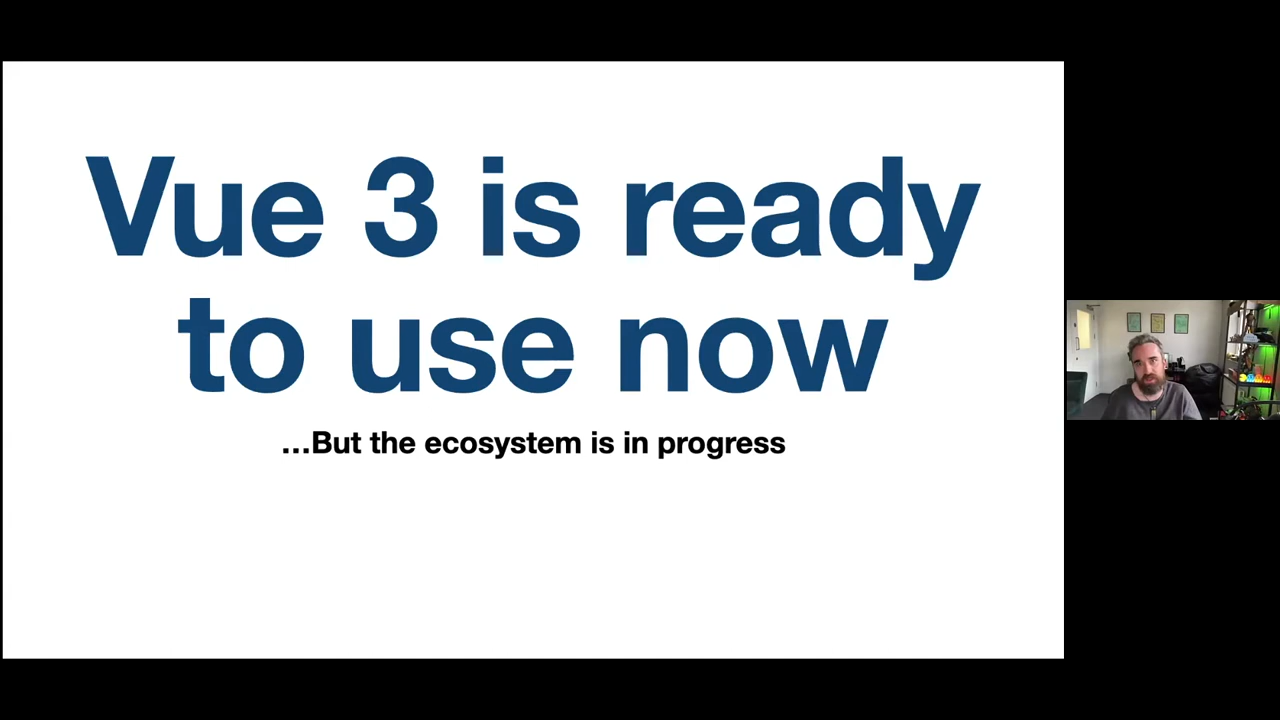 Vue 3 is ready
to use now
…But the ecosystem is in progress